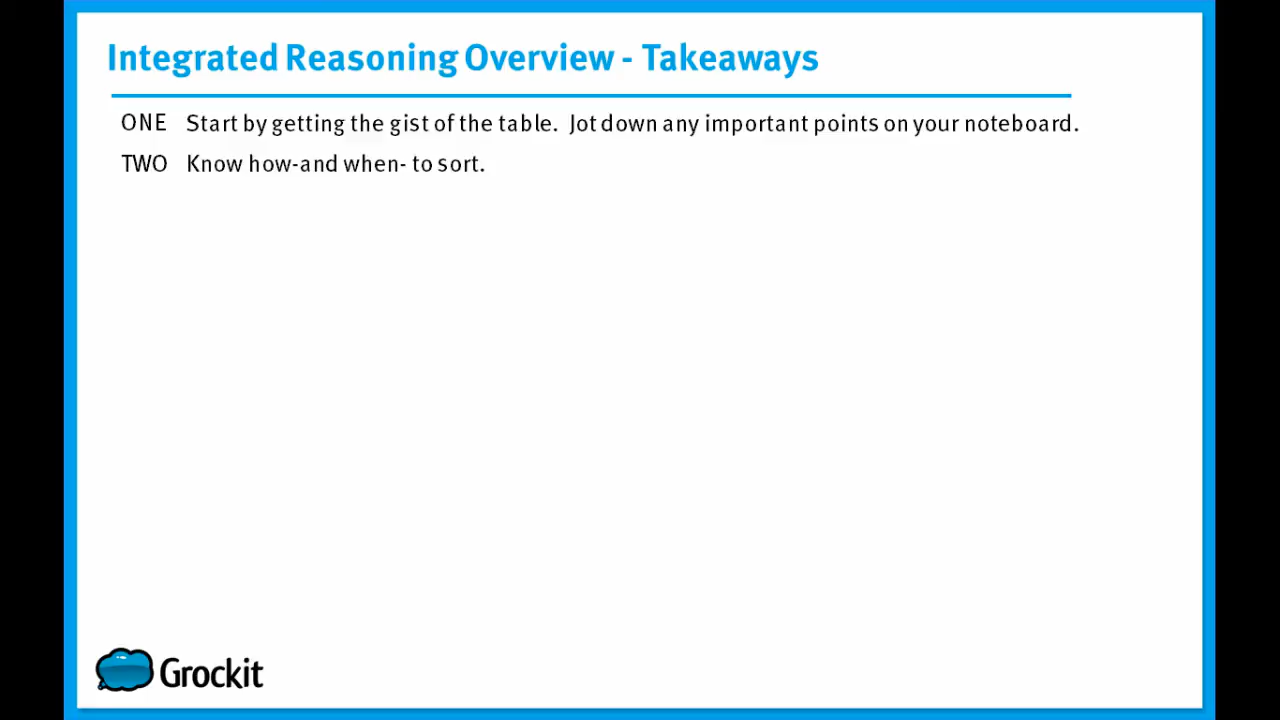 Integrated Reasoning Overview - Takeaways
ONE Start by getting the gist of the table. Jot down any important points on your noteboard.
TWO Know how-and when- to sort.
Grockit